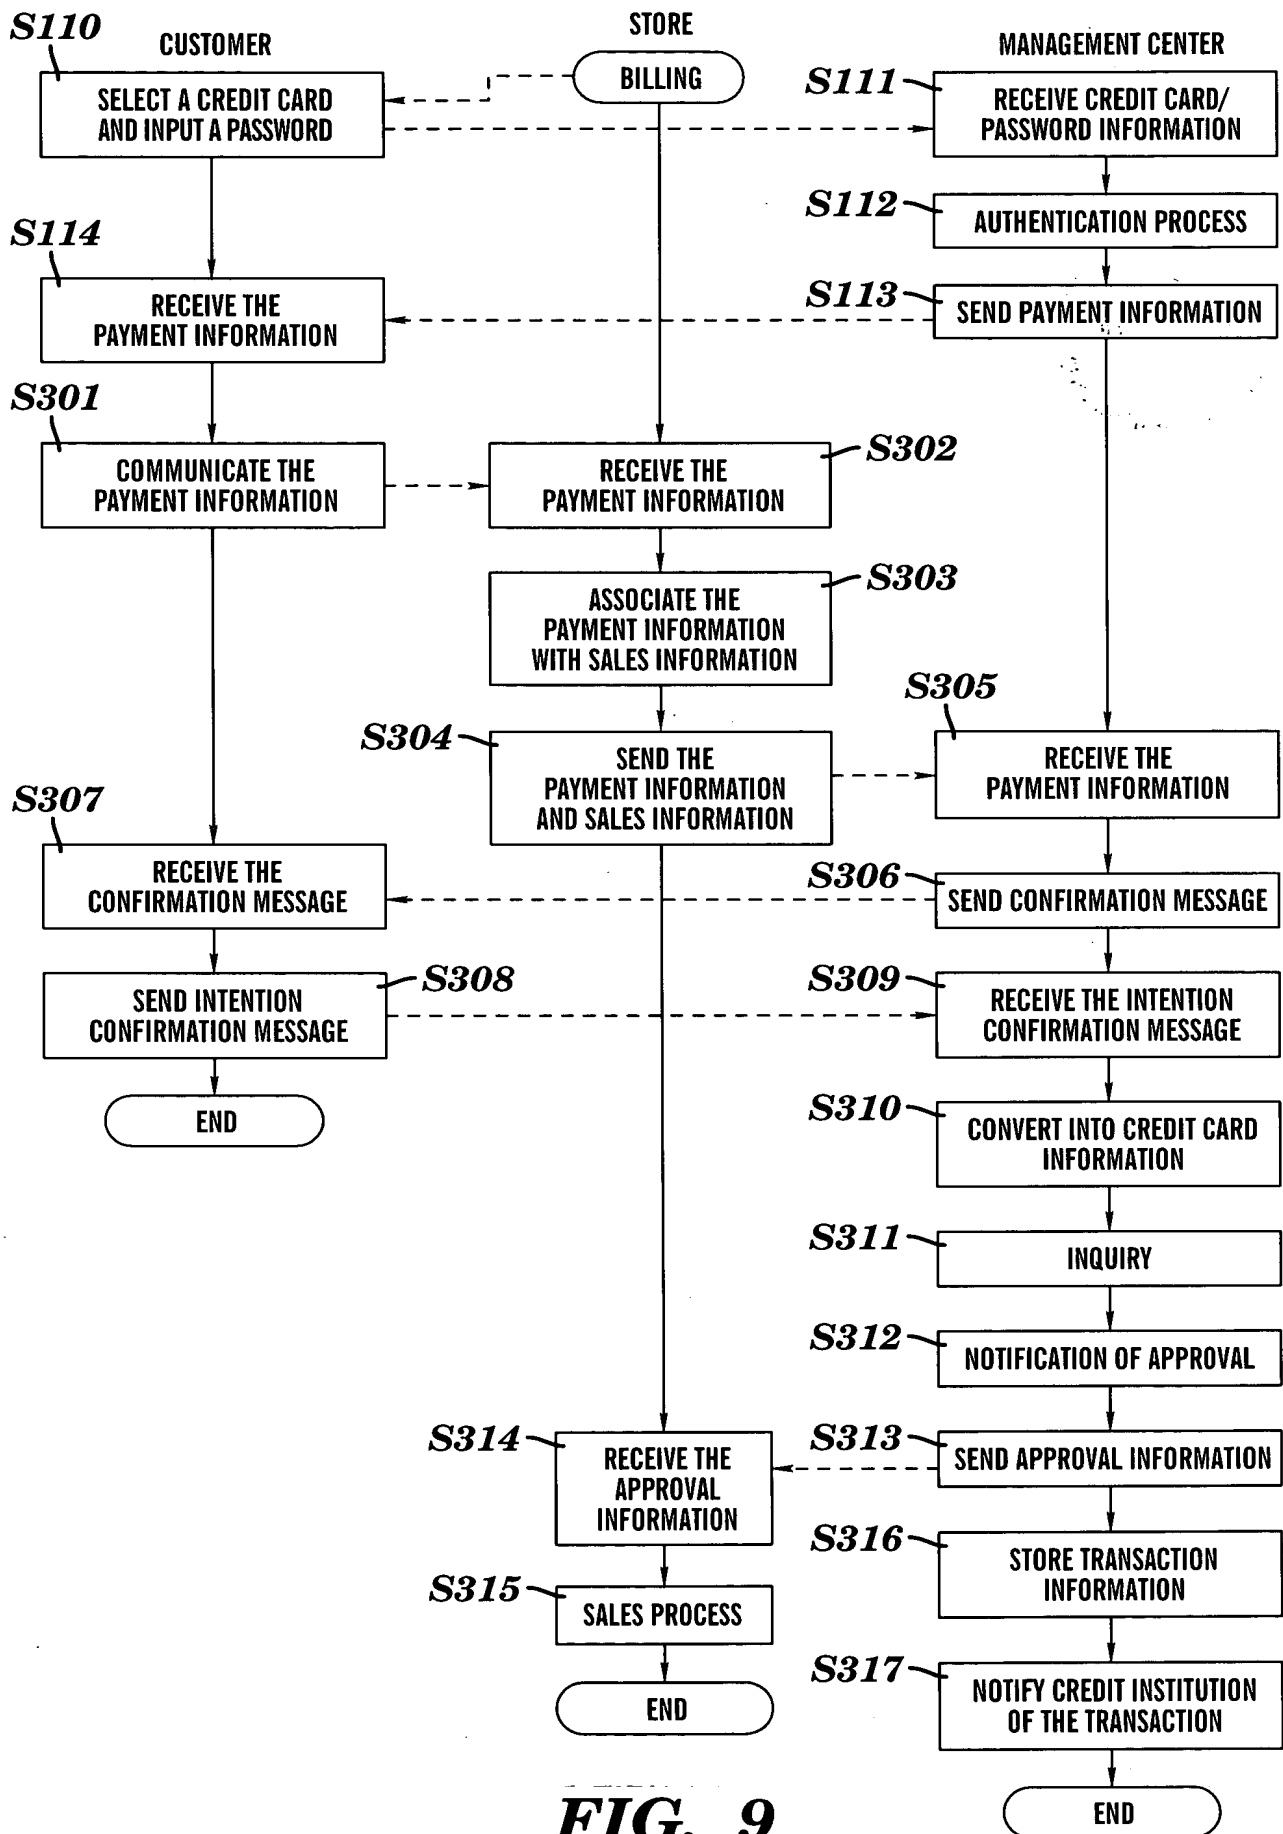 S110
CUSTOMER
STORE
MANAGEMENT CENTER
SELECT A CREDIT CARD
AND INPUT A PASSWORD
BILLING
S111
RECEIVE CREDIT CARD/
PASSWORD INFORMATION
S112
AUTHENTICATION PROCESS
S114
RECEIVE THE
PAYMENT INFORMATION
S113
SEND PAYMENT INFORMATION
S301
COMMUNICATE THE
PAYMENT INFORMATION
RECEIVE THE
PAYMENT INFORMATION
S302
ASSOCIATE THE
PAYMENT INFORMATION
WITH SALES INFORMATION
S303
S304
SEND THE
PAYMENT INFORMATION
AND SALES INFORMATION
S305
RECEIVE THE
PAYMENT INFORMATION
S307
RECEIVE THE
CONFIRMATION MESSAGE
S306
SEND CONFIRMATION MESSAGE
SEND INTENTION
CONFIRMATION MESSAGE
S308
S309
RECEIVE THE INTENTION
CONFIRMATION MESSAGE
END
S310
CONVERT INTO CREDIT CARD
INFORMATION
S311
INQUIRY
S312
NOTIFICATION OF APPROVAL
S314
RECEIVE THE
APPROVAL
INFORMATION
S313
SEND APPROVAL INFORMATION
S316
STORE TRANSACTION
INFORMATION
S315
SALES PROCESS
S317
NOTIFY CREDIT INSTITUTION
OF THE TRANSACTION
END
END
FIG. 9